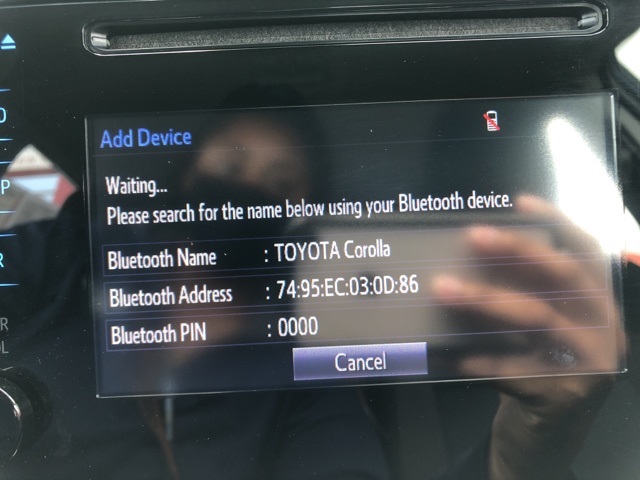 Add Device
Waiting...
Please search for the name below using your Bluetooth device.
Bluetooth Name : TOYOTA Corolla
Bluetooth Address : 74:95:EC:03:0D:86
Bluetooth PIN : 0000
Cancel